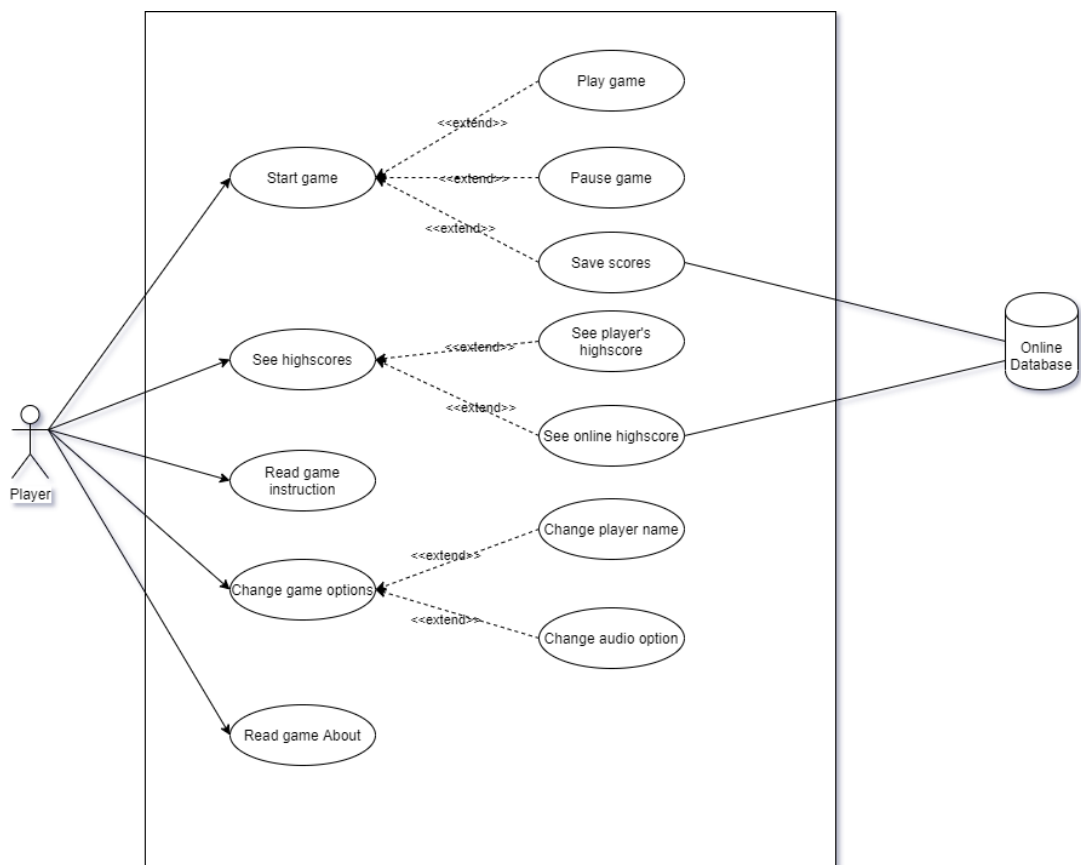 Play game
<<extend>>
Start game
<<extend>>
Pause game
<<extend>>
Save scores
See player's
highscore
<<extend>>
See highscores
Online
Database
<<extend>>
See online highscore
Read game
instruction
Player
Change player name
<<extend>>
Change game options
<<extend>>
Change audio option
Read game About